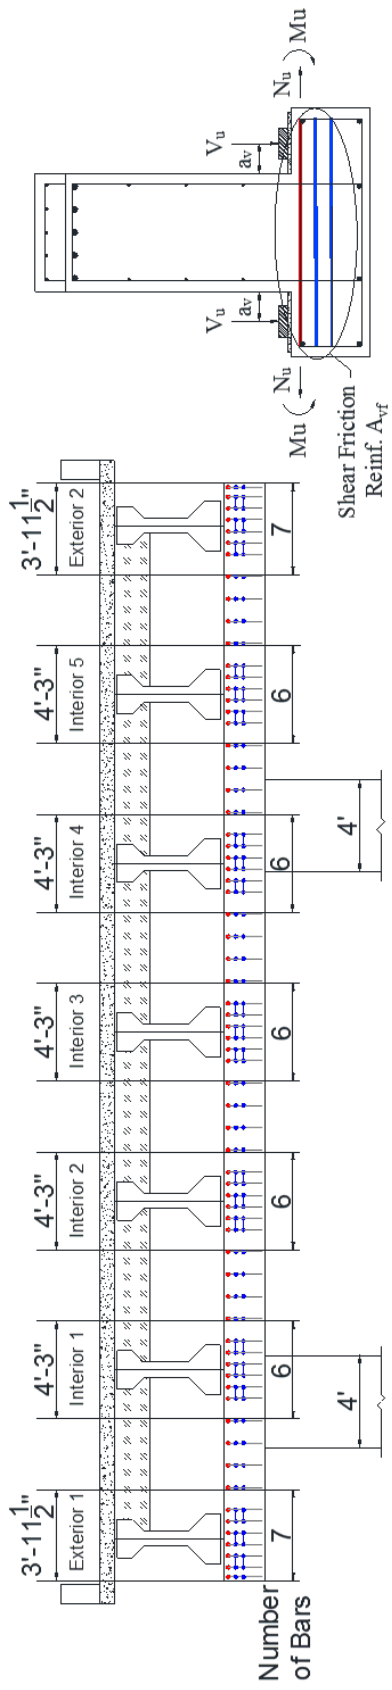 3'-11 1/2"
4'-3"
4'-3"
4'-3"
4'-3"
4'-3"
3'-11 1/2"
Exterior 1
Interior 1
Interior 2
Interior 3
Interior 4
Interior 5
Exterior 2
Number
of Bars
7
6
6
6
6
6
7
4'
4'
Vu
Vu
av
av
Nu
Nu
Mu
Mu
Shear Friction
Reinf. Avf